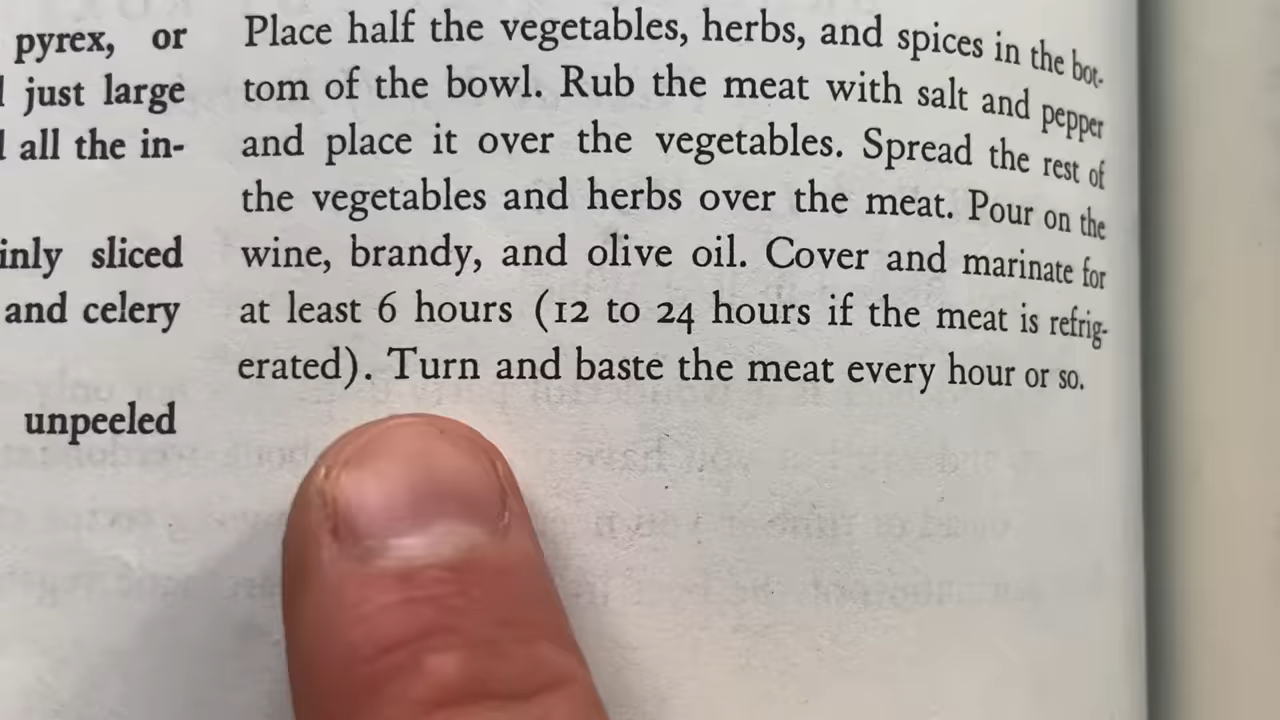 pyrex, or
just large
all the in-
sliced
and celery
unpeeled
Place half the vegetables, herbs, and spices in the bot-
tom of the bowl. Rub the meat with salt and pepper
and place it over the vegetables. Spread the rest of
the vegetables and herbs over the meat. Pour on the
wine, brandy, and olive oil. Cover and marinate for
at least 6 hours (12 to 24 hours if the meat is refrig-
erated). Turn and baste the meat every hour or so.